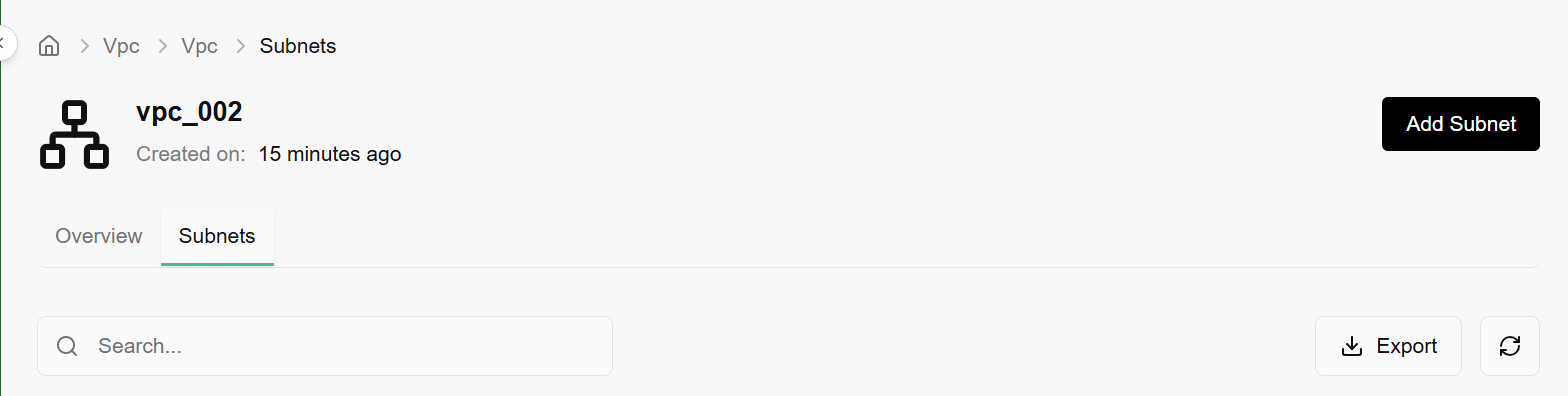 Vpc Vpc Subnets
vpc_002
Add Subnet
Created on: 15 minutes ago
Overview Subnets
Search... Export